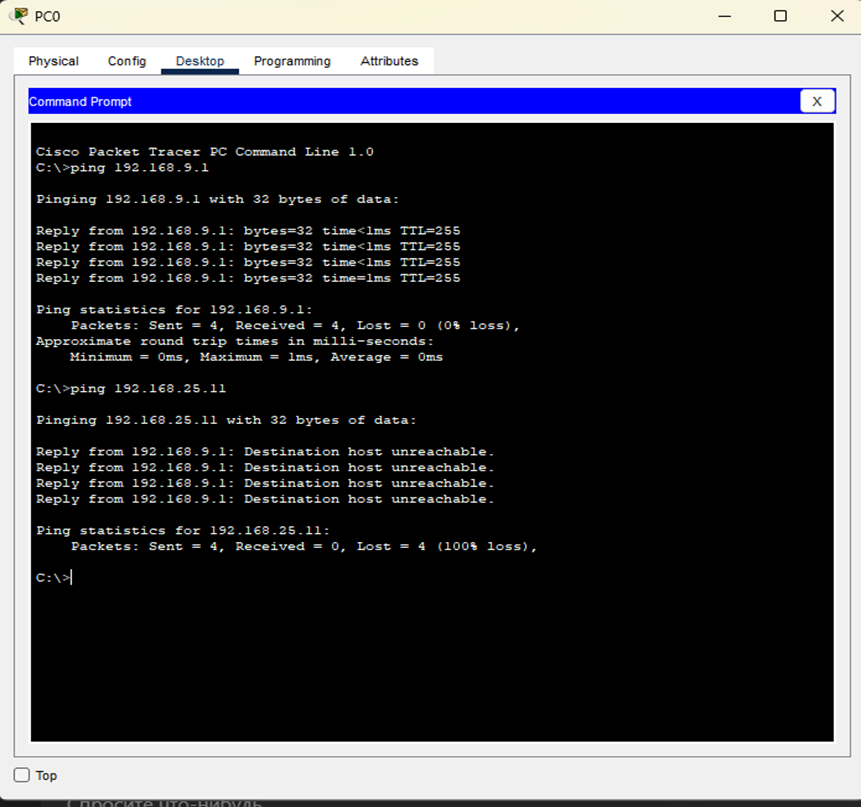 PC0
Physical Config Desktop Programming Attributes
Command Prompt
X
Cisco Packet Tracer PC Command Line 1.0
C:\>ping 192.168.9.1
Pinging 192.168.9.1 with 32 bytes of data:
Reply from 192.168.9.1: bytes=32 time<1ms TTL=255
Reply from 192.168.9.1: bytes=32 time<1ms TTL=255
Reply from 192.168.9.1: bytes=32 time<1ms TTL=255
Reply from 192.168.9.1: bytes=32 time=1ms TTL=255
Ping statistics for 192.168.9.1:
Packets: Sent = 4, Received = 4, Lost = 0 (0% loss),
Approximate round trip times in milli-seconds:
Minimum = 0ms, Maximum = 1ms, Average = 0ms
C:\>ping 192.168.25.11
Pinging 192.168.25.11 with 32 bytes of data:
Reply from 192.168.9.1: Destination host unreachable.
Reply from 192.168.9.1: Destination host unreachable.
Reply from 192.168.9.1: Destination host unreachable.
Reply from 192.168.9.1: Destination host unreachable.
Ping statistics for 192.168.25.11:
Packets: Sent = 4, Received = 0, Lost = 4 (100% loss),
C:\>
Top
Спросите что-нибудь